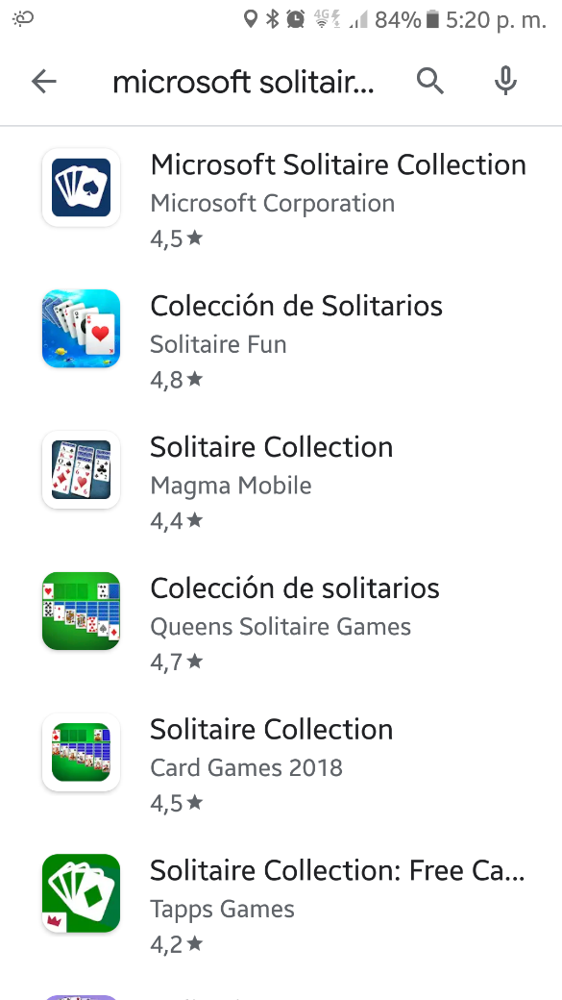 4G 84% 5:20 p. m.
microsoft solitair...
Microsoft Solitaire Collection
Microsoft Corporation
4,5★
Colección de Solitarios
Solitaire Fun
4,8★
Solitaire Collection
Magma Mobile
4,4★
Colección de solitarios
Queens Solitaire Games
4,7★
Solitaire Collection
Card Games 2018
4,5★
Solitaire Collection: Free Ca...
Tapps Games
4,2★